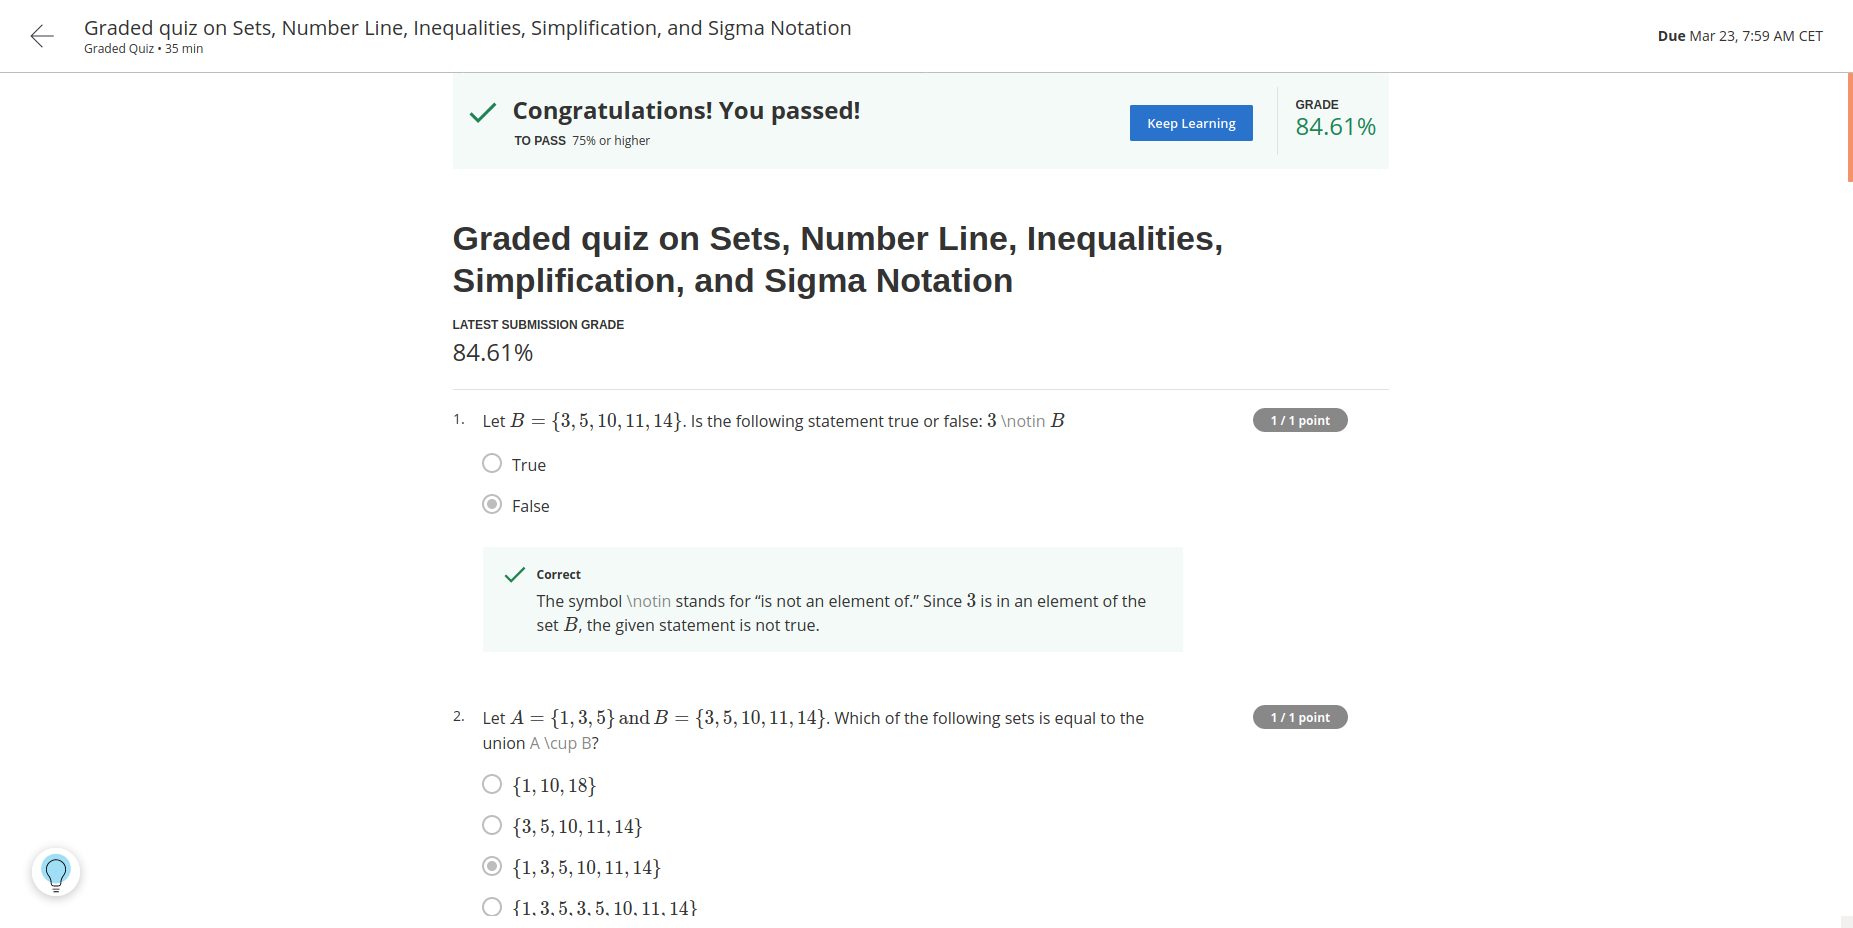 Graded quiz on Sets, Number Line, Inequalities, Simplification, and Sigma Notation
Graded Quiz • 35 min
Due Mar 23, 7:59 AM CET
Congratulations! You passed!
TO PASS 75% or higher
Keep Learning
GRADE
84.61%
Graded quiz on Sets, Number Line, Inequalities,
Simplification, and Sigma Notation
LATEST SUBMISSION GRADE
84.61%
1. Let B = {3, 5, 10, 11, 14}. Is the following statement true or false: 3 \notin B
1 / 1 point
True
False
Correct
The symbol \notin stands for “is not an element of.” Since 3 is in an element of the
set B, the given statement is not true.
2. Let A = {1, 3, 5} and B = {3, 5, 10, 11, 14}. Which of the following sets is equal to the
union A \cup B?
1 / 1 point
{1, 10, 18}
{3, 5, 10, 11, 14}
{1, 3, 5, 10, 11, 14}
{1, 3, 5, 3, 5, 10, 11, 14}